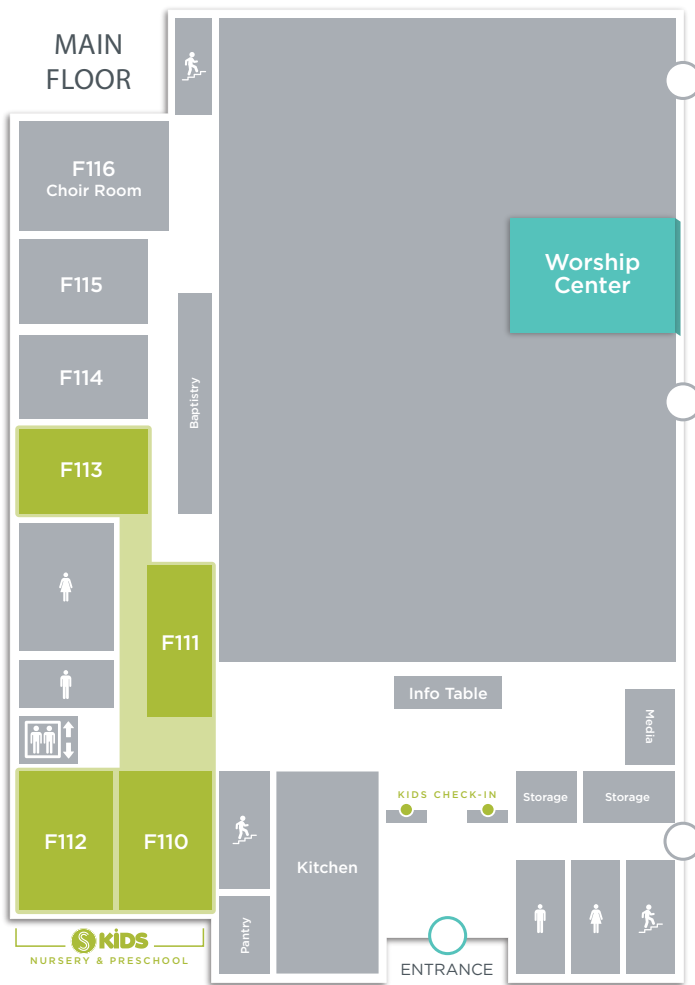 MAIN
FLOOR
F116
Choir Room
F115
Worship
Center
F114
Baptistry
F113
F111
Info Table
Media
KIDS CHECK-IN
Storage
Storage
F112
F110
Kitchen
Pantry
S KiDS
NURSERY & PRESCHOOL
ENTRANCE